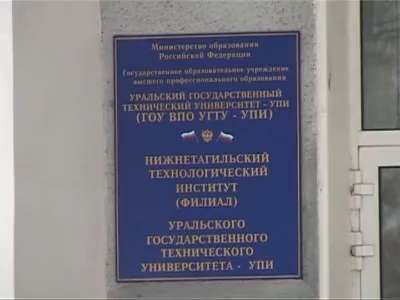 Министерство образования
Российской Федерации
Государственное образовательное учреждение
высшего профессионального образования
УРАЛЬСКИЙ ГОСУДАРСТВЕННЫЙ
ТЕХНИЧЕСКИЙ УНИВЕРСИТЕТ - УПИ
(ГОУ ВПО УГТУ - УПИ)
НИЖНЕТАГИЛЬСКИЙ
ТЕХНОЛОГИЧЕСКИЙ
ИНСТИТУТ
(ФИЛИАЛ)
УРАЛЬСКОГО
ГОСУДАРСТВЕННОГО
ТЕХНИЧЕСКОГО
УНИВЕРСИТЕТА - УПИ